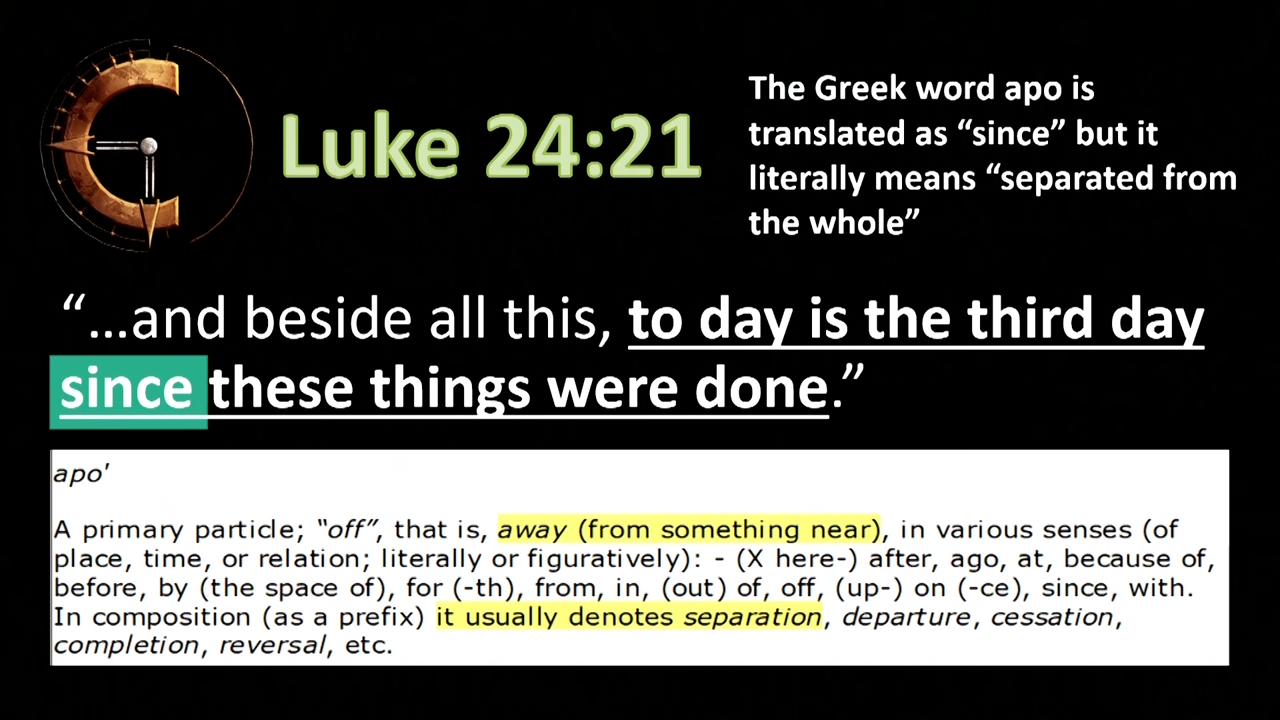 Luke 24:21
The Greek word apo is
translated as “since” but it
literally means “separated from
the whole”
“…and beside all this, to day is the third day
since these things were done.”
apo'
A primary particle; “off”, that is, away (from something near), in various senses (of
place, time, or relation; literally or figuratively): - (X here-) after, ago, at, because of,
before, by (the space of), for (-th), from, in, (out) of, off, (up-) on (-ce), since, with.
In composition (as a prefix) it usually denotes separation, departure, cessation,
completion, reversal, etc.